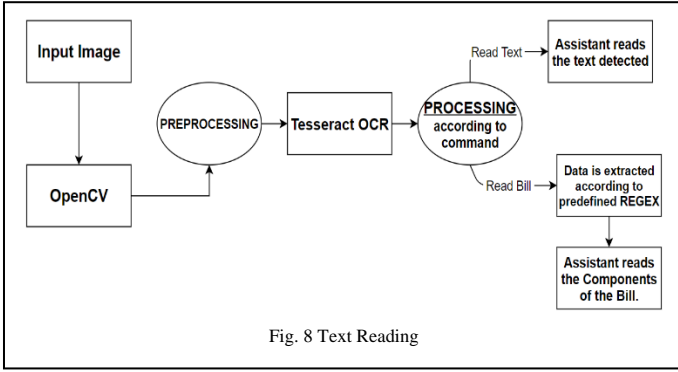 Input Image
OpenCV
PREPROCESSING
Tesseract OCR
PROCESSING
according to
command
Read Text
Assistant reads
the text detected
Read Bill
Data is extracted
according to
predefined REGEX
Assistant reads
the Components
of the Bill.
Fig. 8 Text Reading